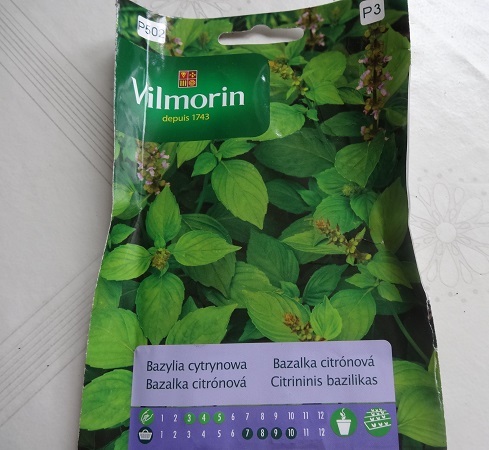 P502
P3
Vilmorin
depuis 1743
Bazylia cytrynowa
Bazalka citrónová
Bazalka citrónová
Citrininis bazilikas
1 2 3 4 5 6 7 8 9 10 11 12
1 2 3 4 5 6 7 8 9 10 11 12